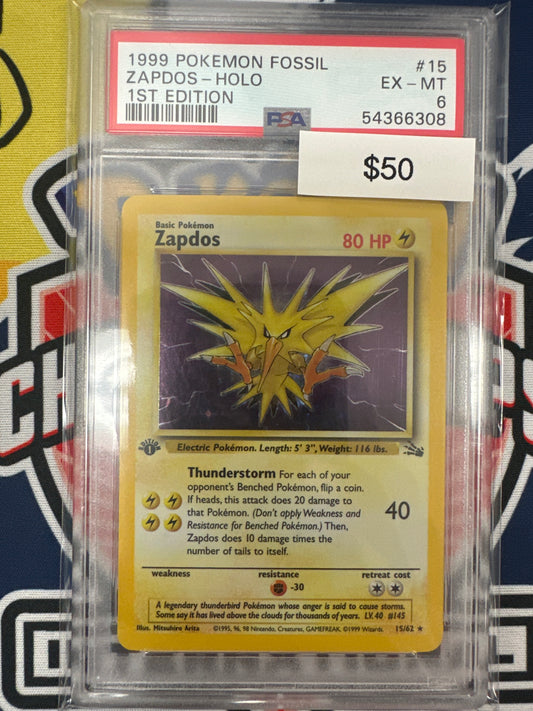 1999 POKEMON FOSSIL #15
ZAPDOS - HOLO EX - MT
1ST EDITION 6
PSA 54366308
$50
Basic Pokémon
Zapdos 80 HP
1
Electric Pokémon. Length: 5' 3", Weight: 116 lbs.
Thunderstorm For each of your
opponent's Benched Pokémon, flip a coin.
If heads, this attack does 20 damage to
that Pokémon. (Don't apply Weakness and
Resistance for Benched Pokémon.) Then,
Zapdos does 10 damage times the
number of tails to itself.
40
weakness resistance retreat cost
-30
A legendary thunderbird Pokémon whose anger is said to cause storms.
Some say it has lived above the clouds for thousands of years. LV. 40 #145
Illus. Mitsuhiro Arita ©1995, 96, 98 Nintendo, Creatures, GAMEFREAK. ©1999 Wizards. 15/62 ★